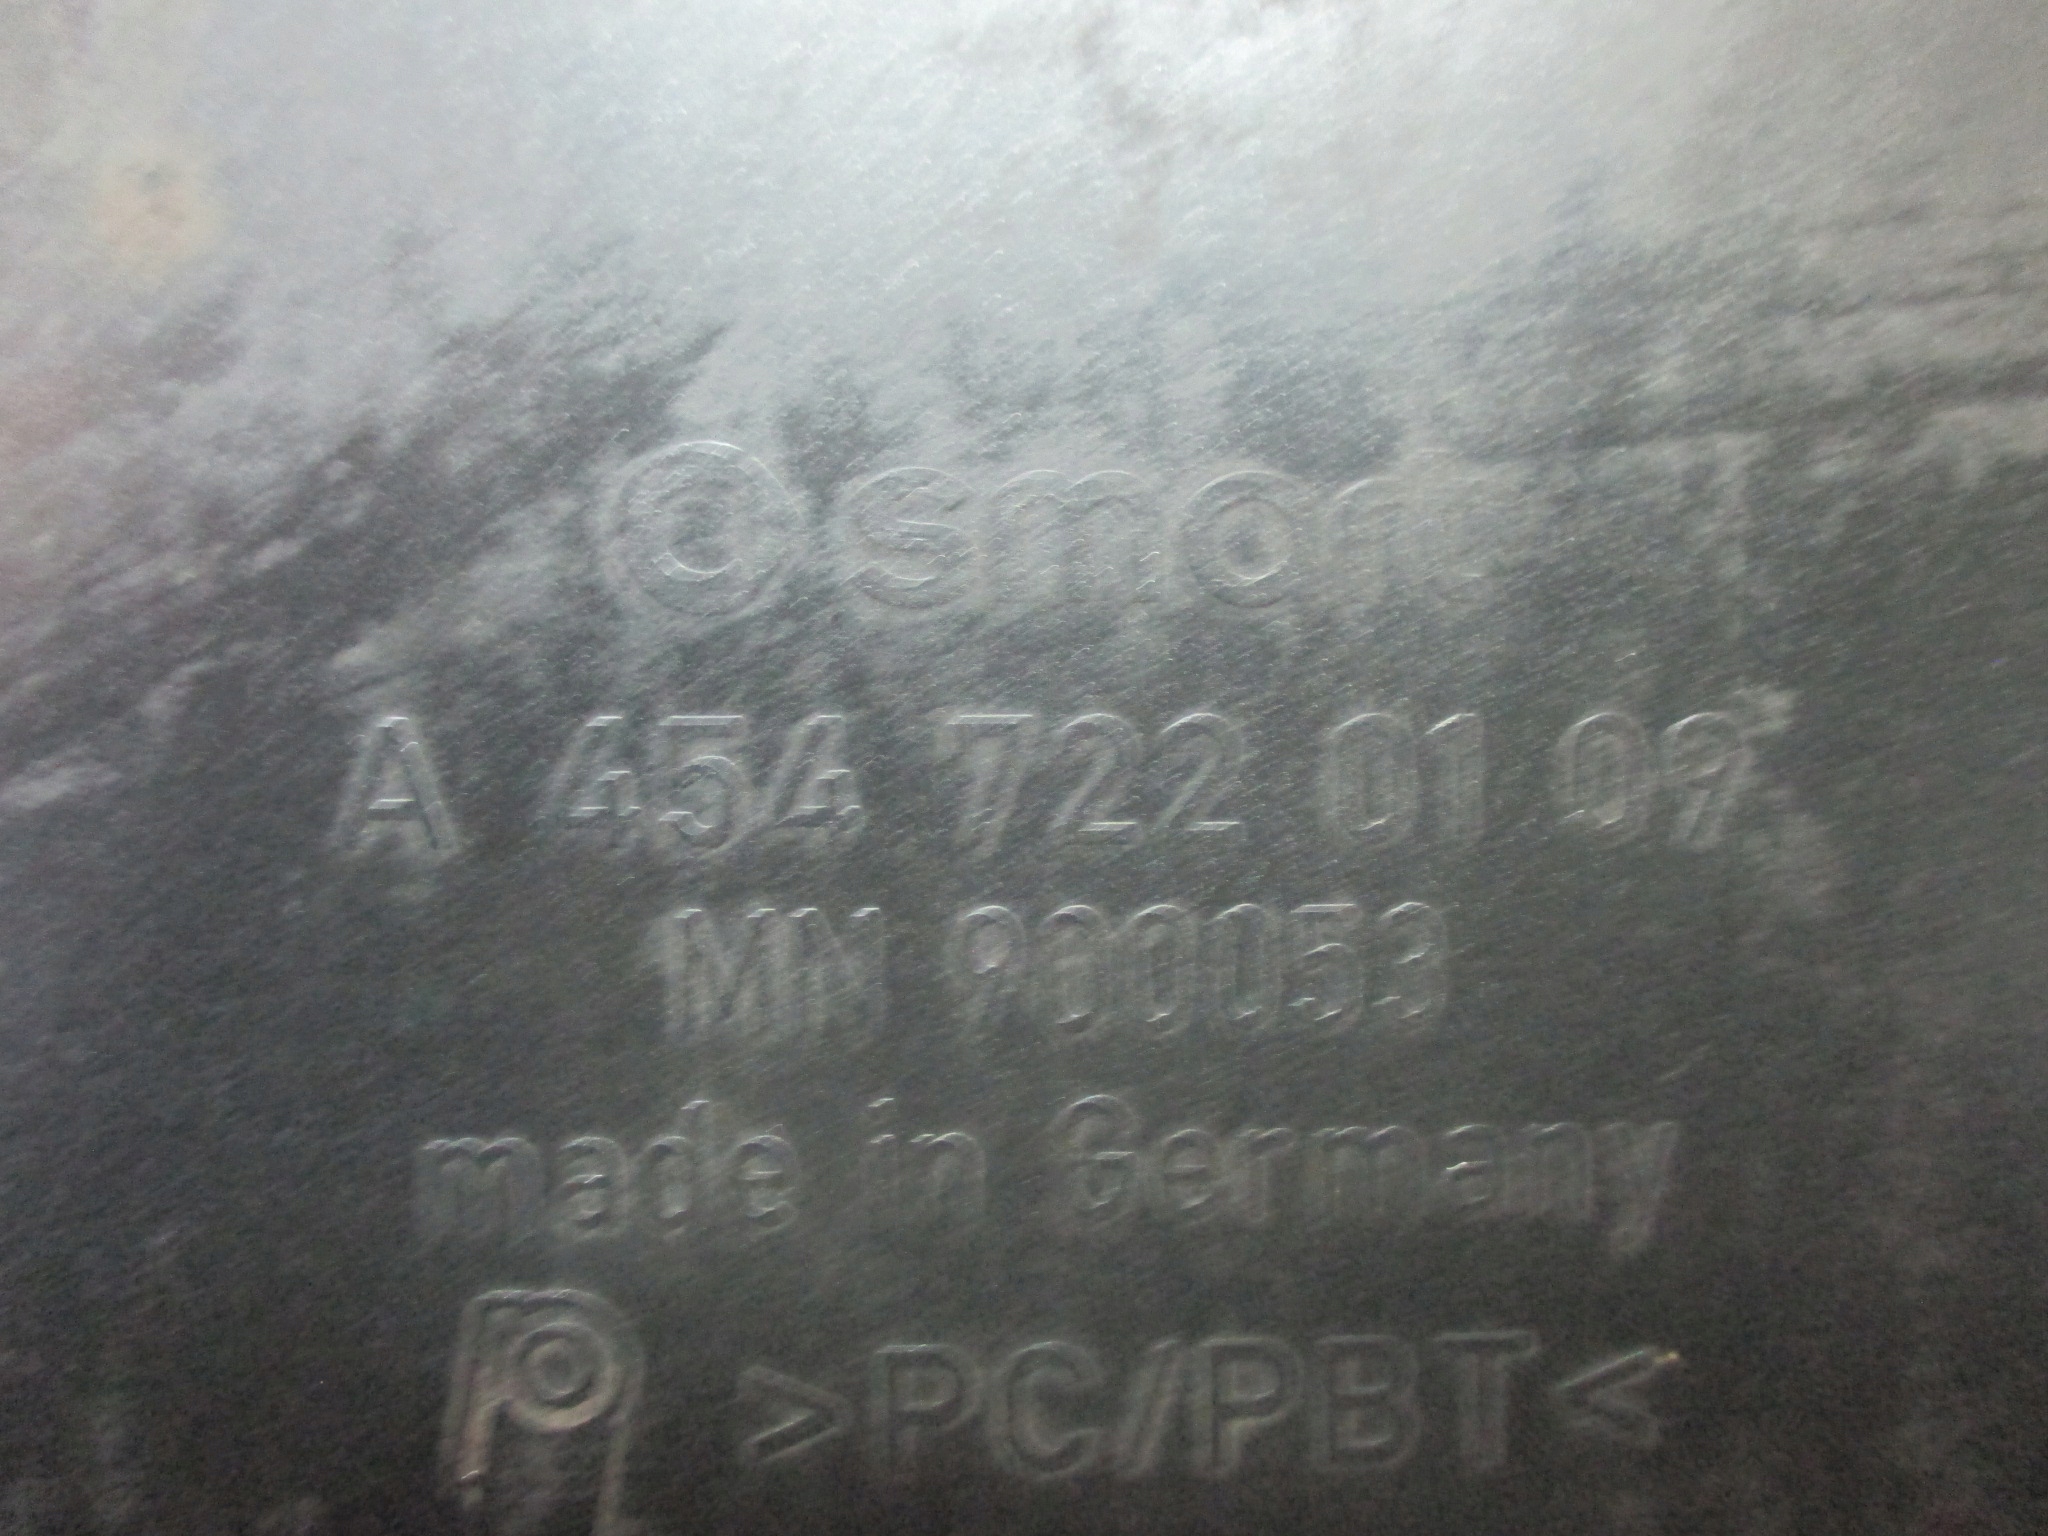 smart
A 454 722 01 09
MN 900053
made in Germany
>PC/PBT<